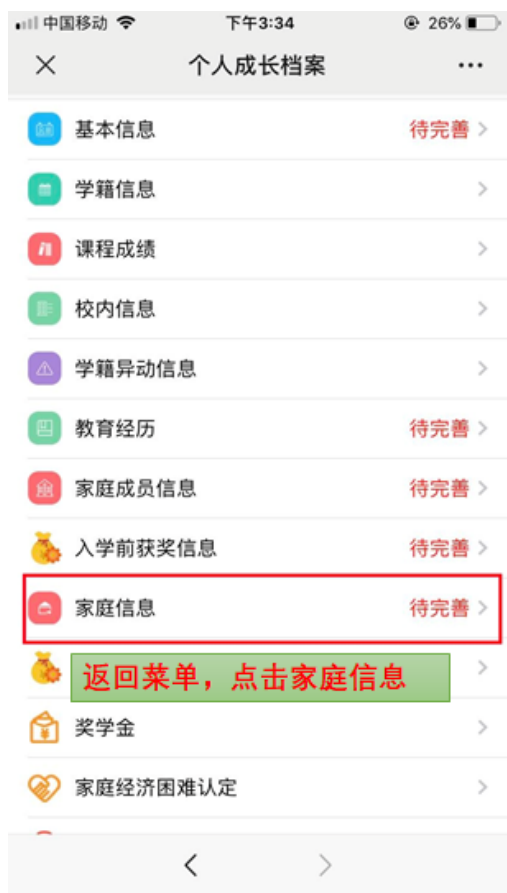 中国移动 下午3:34 26%
个人成长档案
基本信息 待完善
学籍信息
课程成绩
校内信息
学籍异动信息
教育经历 待完善
家庭成员信息 待完善
入学前获奖信息 待完善
家庭信息 待完善
返回菜单，点击家庭信息
奖学金
家庭经济困难认定